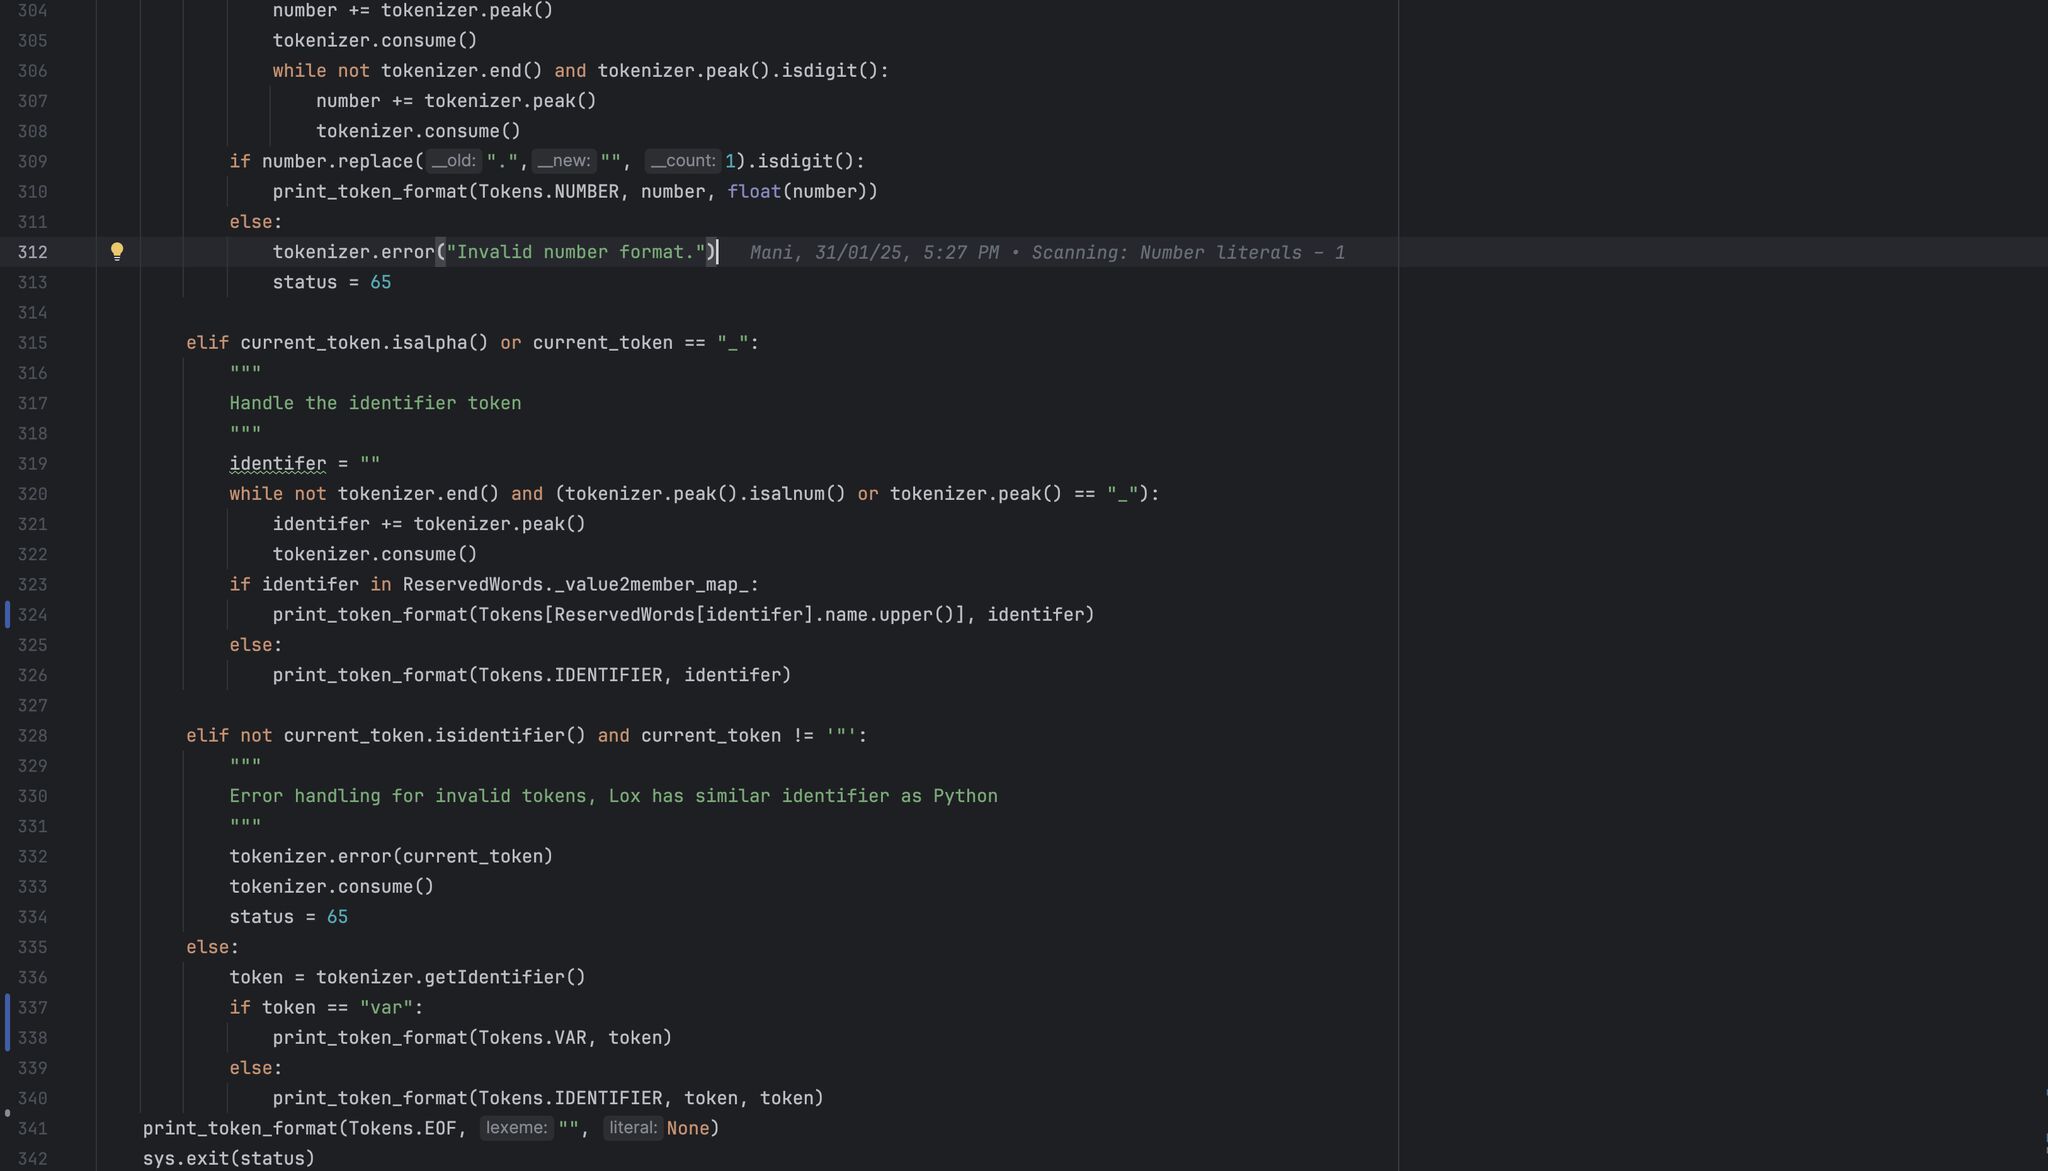 304 number += tokenizer.peak()
305 tokenizer.consume()
306 while not tokenizer.end() and tokenizer.peak().isdigit():
307 number += tokenizer.peak()
308 tokenizer.consume()
309 if number.replace(__old: ".", __new: "", __count: 1).isdigit():
310 print_token_format(Tokens.NUMBER, number, float(number))
311 else:
312 tokenizer.error("Invalid number format.") Mani, 31/01/25, 5:27 PM • Scanning: Number literals – 1
313 status = 65
314
315 elif current_token.isalpha() or current_token == "_":
316 """
317 Handle the identifier token
318 """
319 identifer = ""
320 while not tokenizer.end() and (tokenizer.peak().isalnum() or tokenizer.peak() == "_"):
321 identifer += tokenizer.peak()
322 tokenizer.consume()
323 if identifer in ReservedWords._value2member_map_:
324 print_token_format(Tokens[ReservedWords[identifer].name.upper()], identifer)
325 else:
326 print_token_format(Tokens.IDENTIFIER, identifer)
327
328 elif not current_token.isidentifier() and current_token != '"':
329 """
330 Error handling for invalid tokens, Lox has similar identifier as Python
331 """
332 tokenizer.error(current_token)
333 tokenizer.consume()
334 status = 65
335 else:
336 token = tokenizer.getIdentifier()
337 if token == "var":
338 print_token_format(Tokens.VAR, token)
339 else:
340 print_token_format(Tokens.IDENTIFIER, token, token)
341 print_token_format(Tokens.EOF, lexeme: "", literal: None)
342 sys.exit(status)